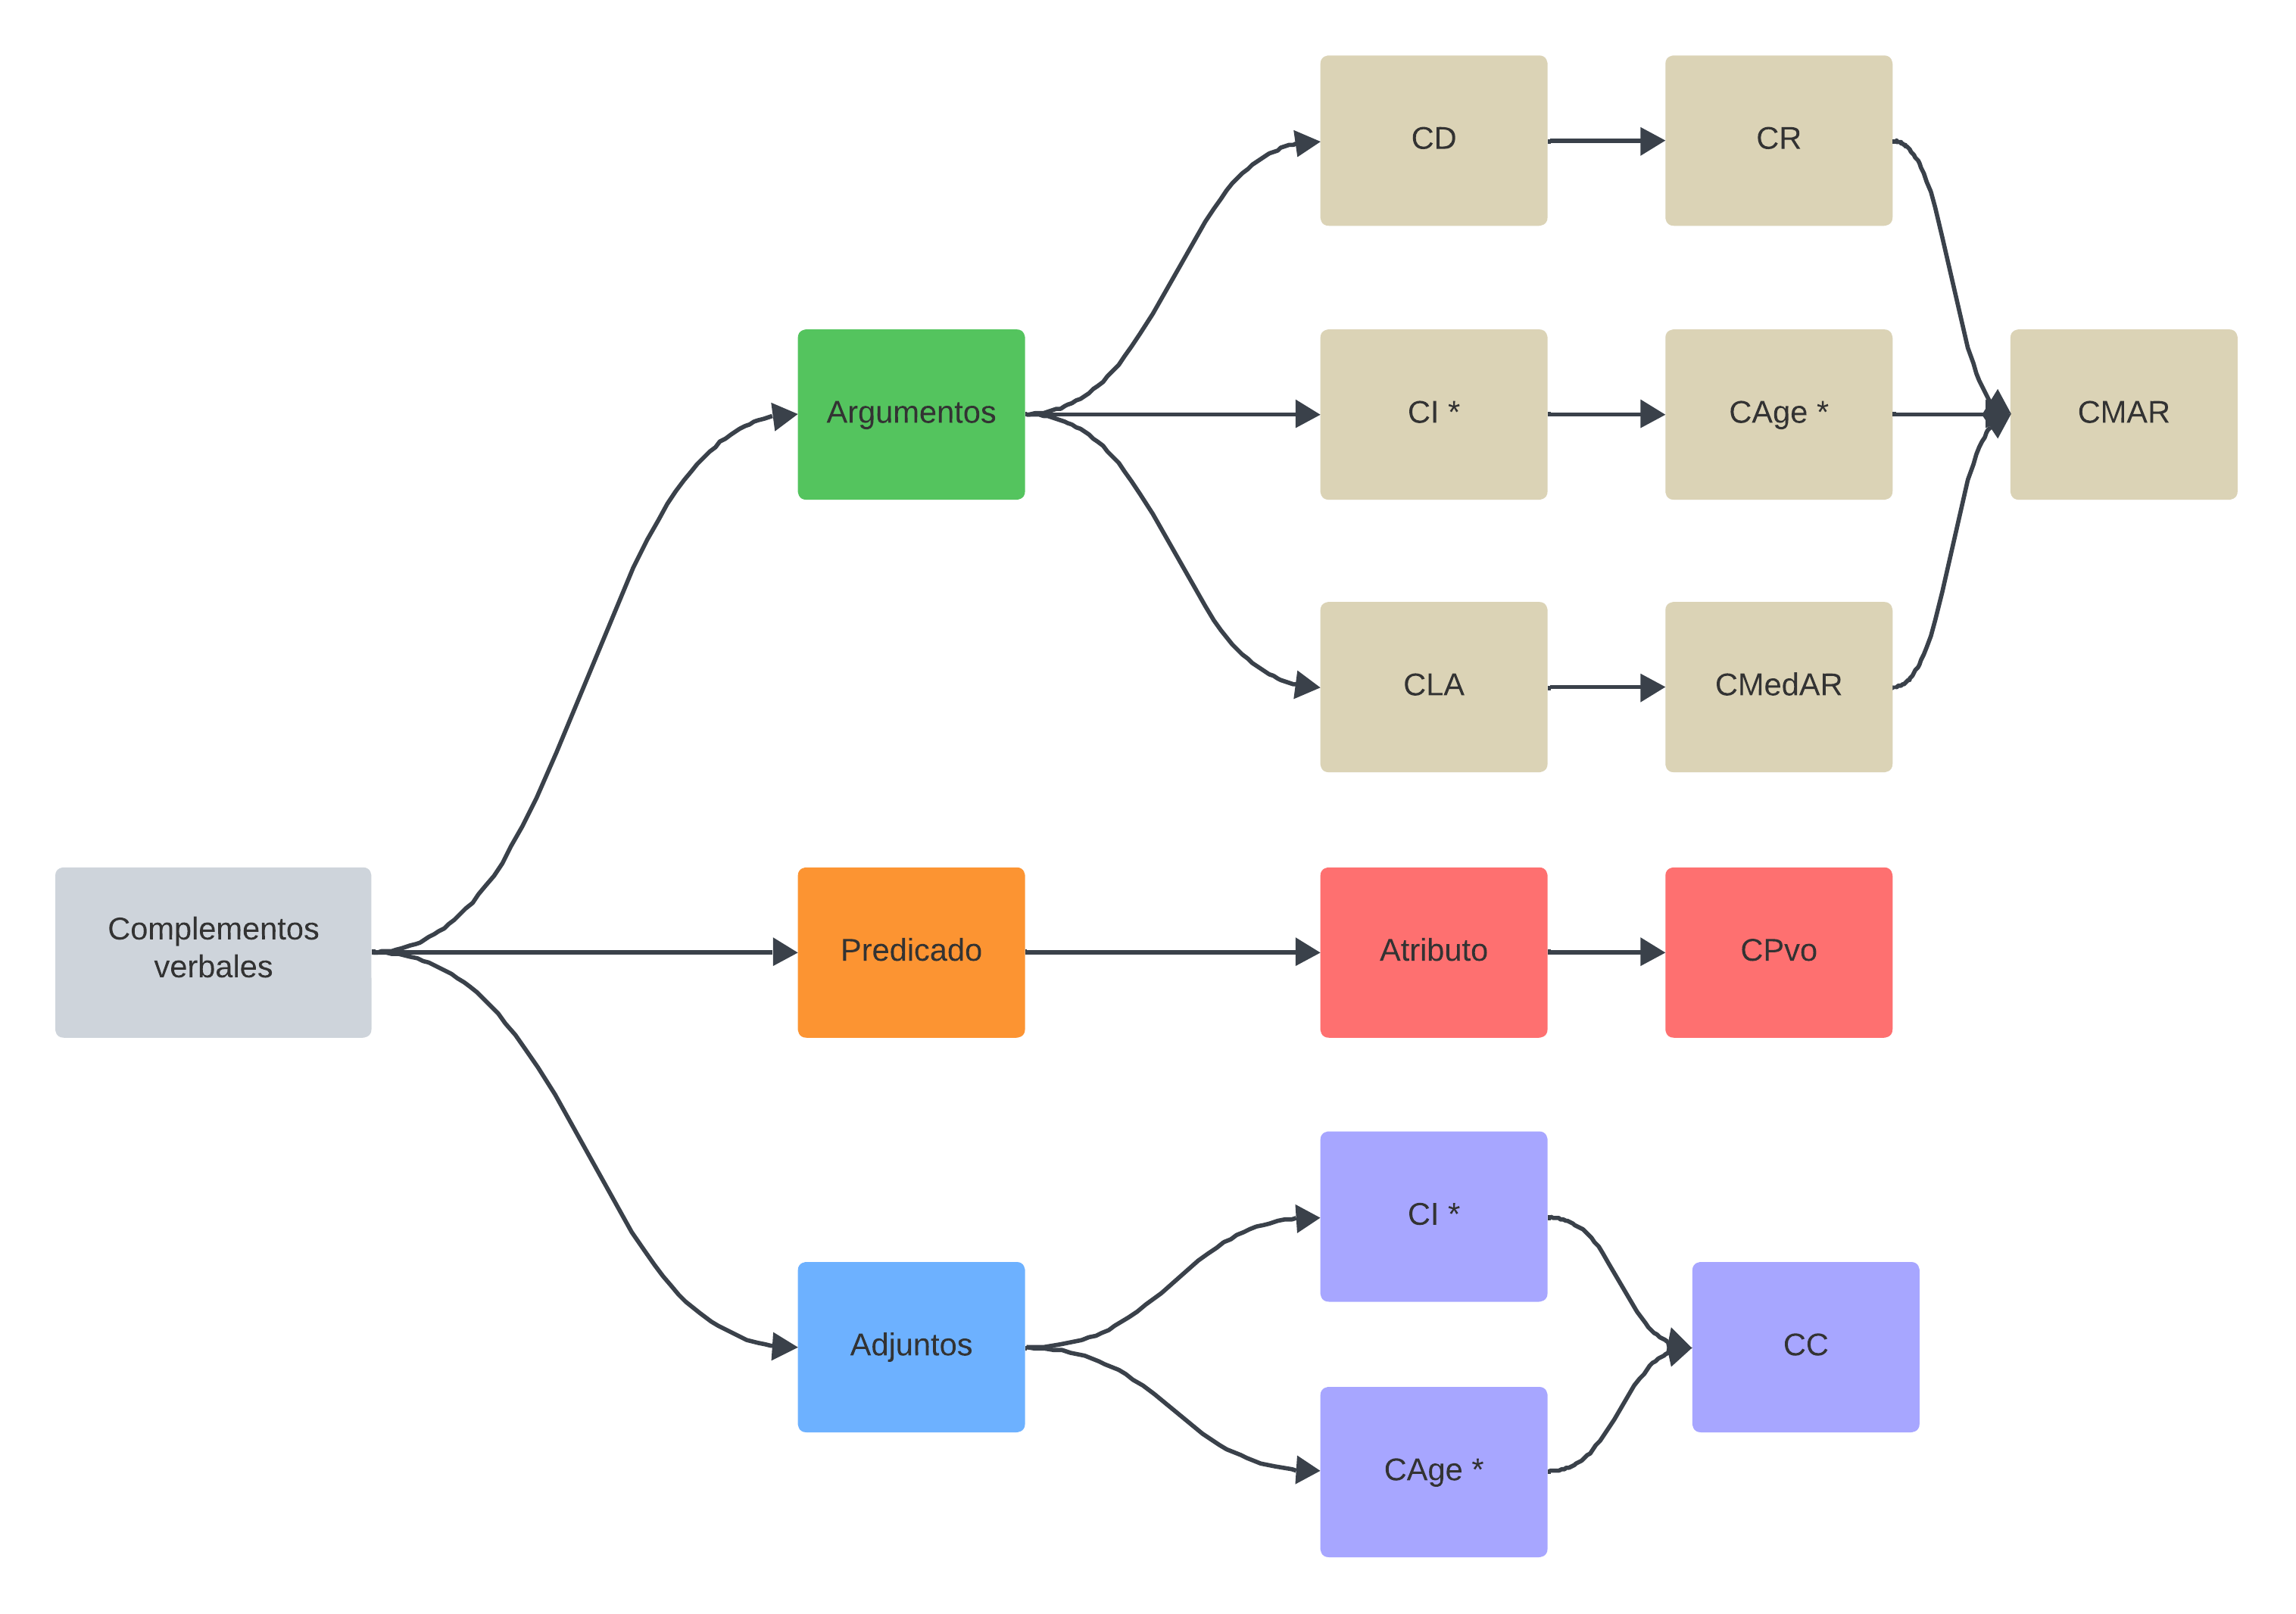 CD
CR
Argumentos
CI *
CAge *
CMAR
CLA
CMedAR
Complementos
verbales
Predicado
Atributo
CPvo
CI *
Adjuntos
CC
CAge *